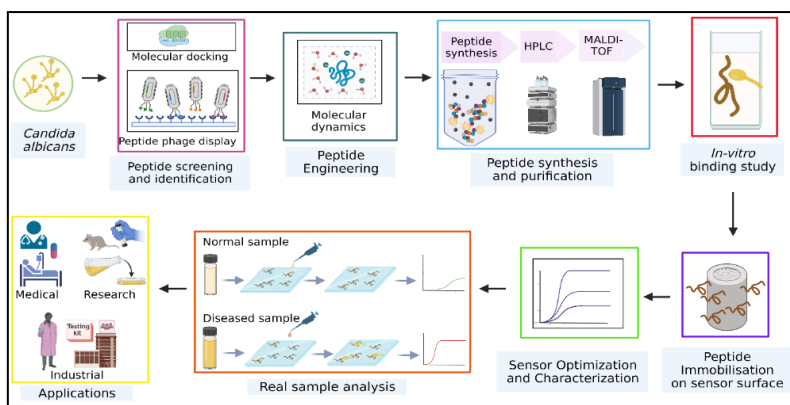 Candida
albicans
Molecular docking
Peptide phage display
Peptide screening
and identification
Molecular
dynamics
Peptide
Engineering
Peptide
synthesis
HPLC
MALDI-
TOF
Peptide synthesis
and purification
In-vitro
binding study
Peptide
Immobilisation
on sensor surface
Sensor Optimization
and Characterization
Normal sample
Diseased sample
Real sample analysis
Medical
Research
Testing
kit
Industrial
Applications